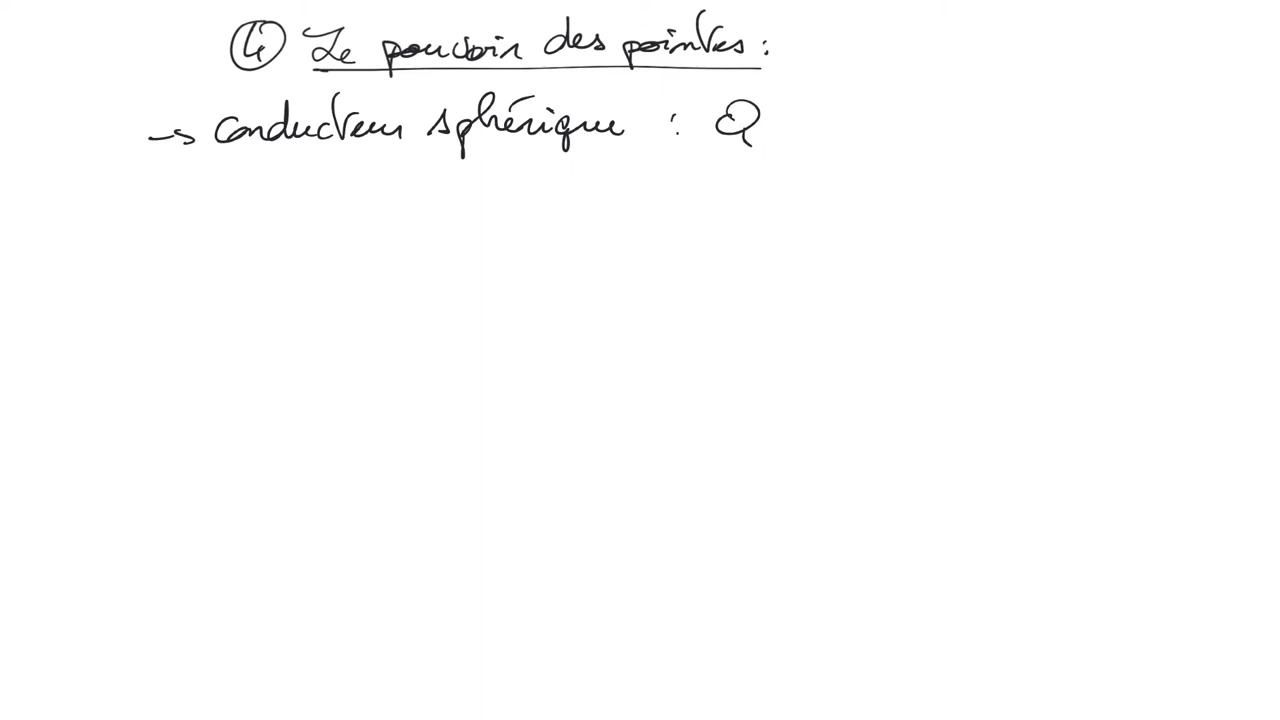 ④ Le pouvoir des pointes :
→ conducteur sphérique : Q